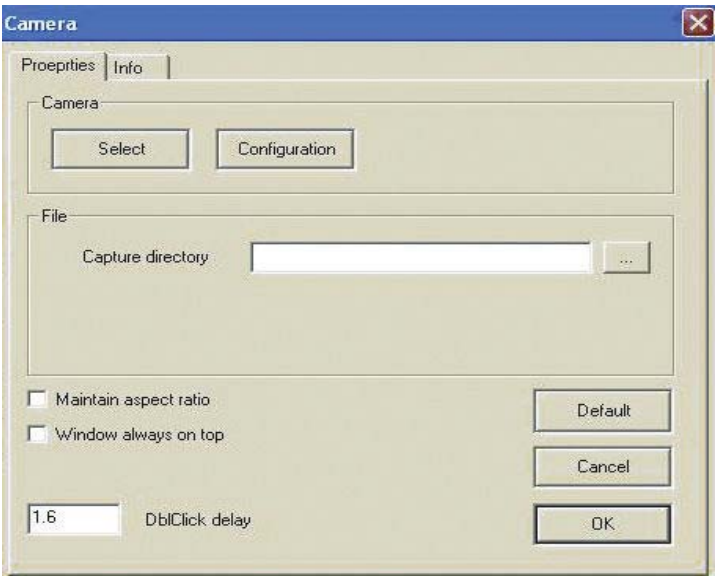 Camera
Proeprties Info
Camera
Select Configuration
File
Capture directory ...
Maintain aspect ratio
Default
Window always on top
Cancel
1.6 DblClick delay
OK